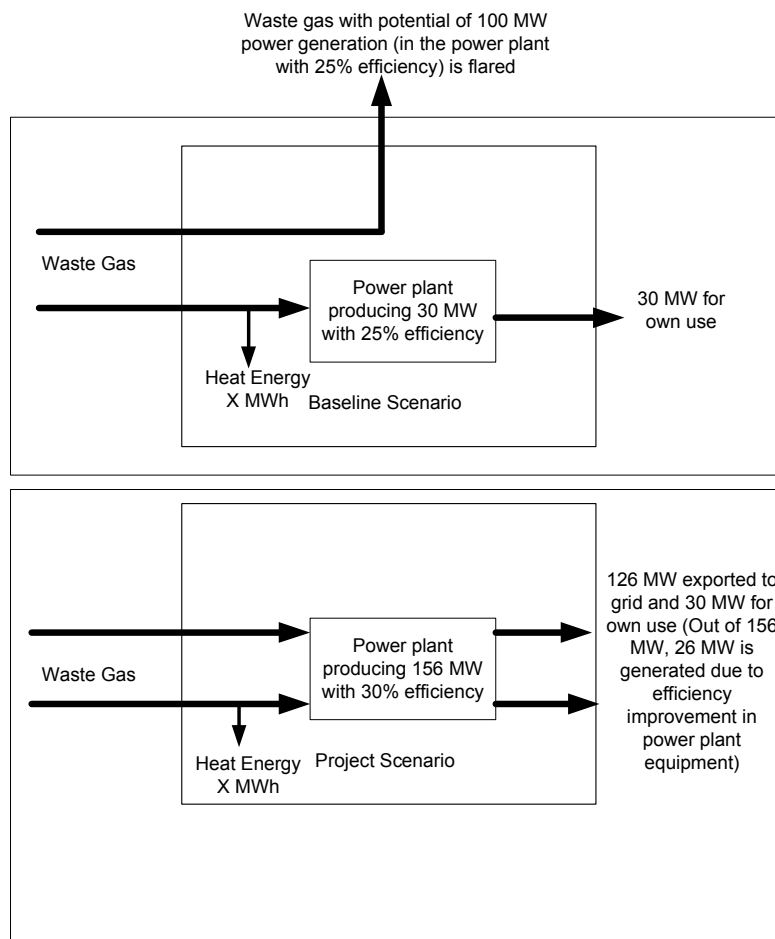 Waste gas with potential of 100 MW
power generation (in the power plant
with 25% efficiency) is flared
Waste Gas
Power plant
producing 30 MW
with 25% efficiency
30 MW for
own use
Heat Energy
X MWh
Baseline Scenario
126 MW exported to
grid and 30 MW for
own use (Out of 156
MW, 26 MW is
generated due to
efficiency
improvement in
power plant
equipment)
Power plant
producing 156 MW
with 30% efficiency
Waste Gas
Heat Energy
X MWh
Project Scenario